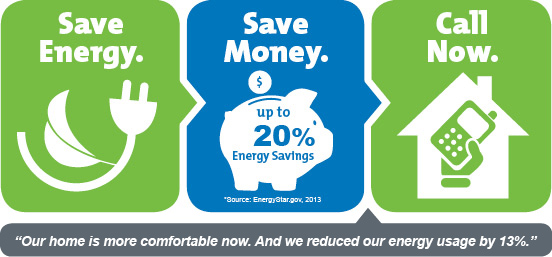 Save
Energy.
Save
Money.
$
up to
20%
Energy Savings
*Source: EnergyStar.gov, 2013
Call
Now.
“Our home is more comfortable now. And we reduced our energy usage by 13%.”